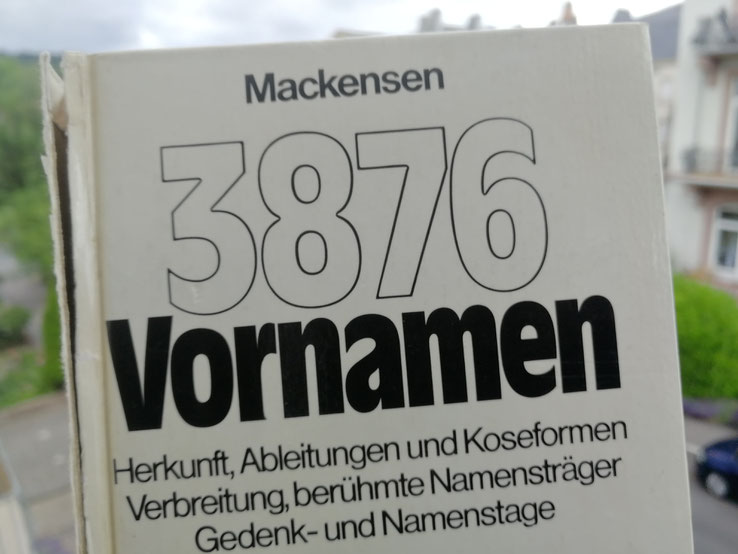 Mackensen
3876
Vornamen
Herkunft, Ableitungen und Koseformen
Verbreitung, berühmte Namensträger
Gedenk- und Namenstage